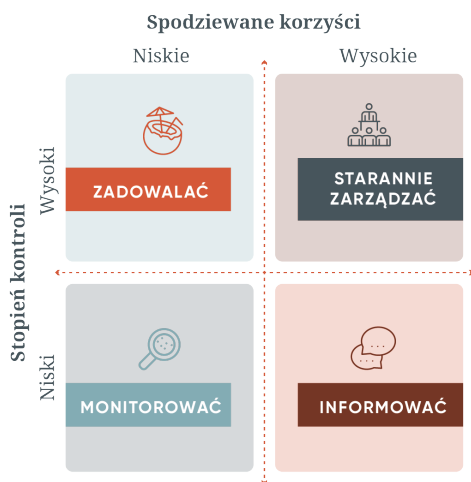 Spodziewane korzyści
Niskie
Wysokie
Stopień kontroli
Wysoki
ZADOWALAĆ
STARANNIE
ZARZĄDZAĆ
Niski
MONITOROWAĆ
INFORMOWAĆ